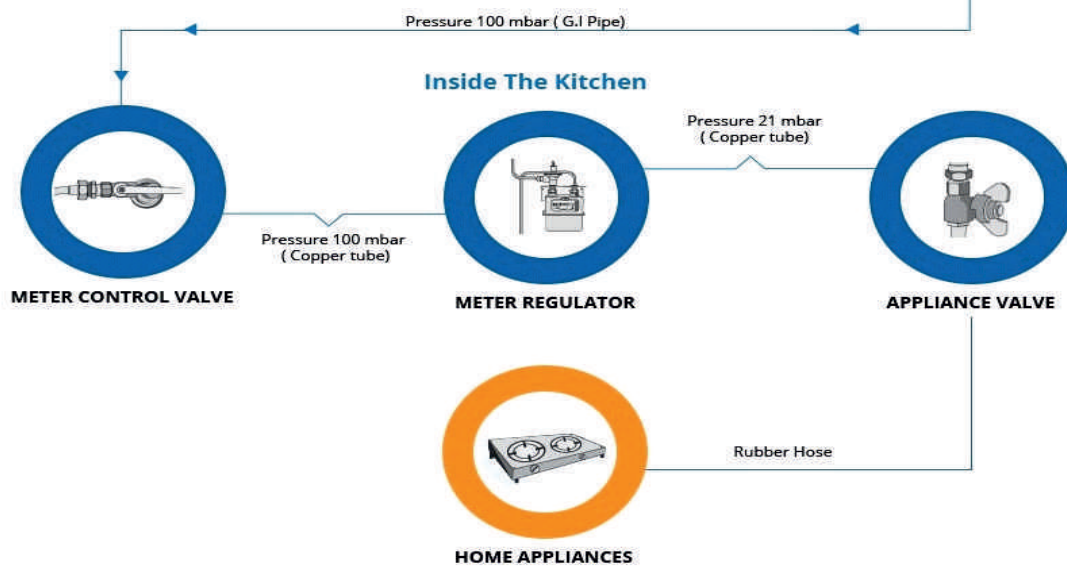 Pressure 100 mbar ( G.I Pipe)
Inside The Kitchen
Pressure 21 mbar
( Copper tube)
Pressure 100 mbar
( Copper tube)
METER CONTROL VALVE
METER REGULATOR
APPLIANCE VALVE
Rubber Hose
HOME APPLIANCES